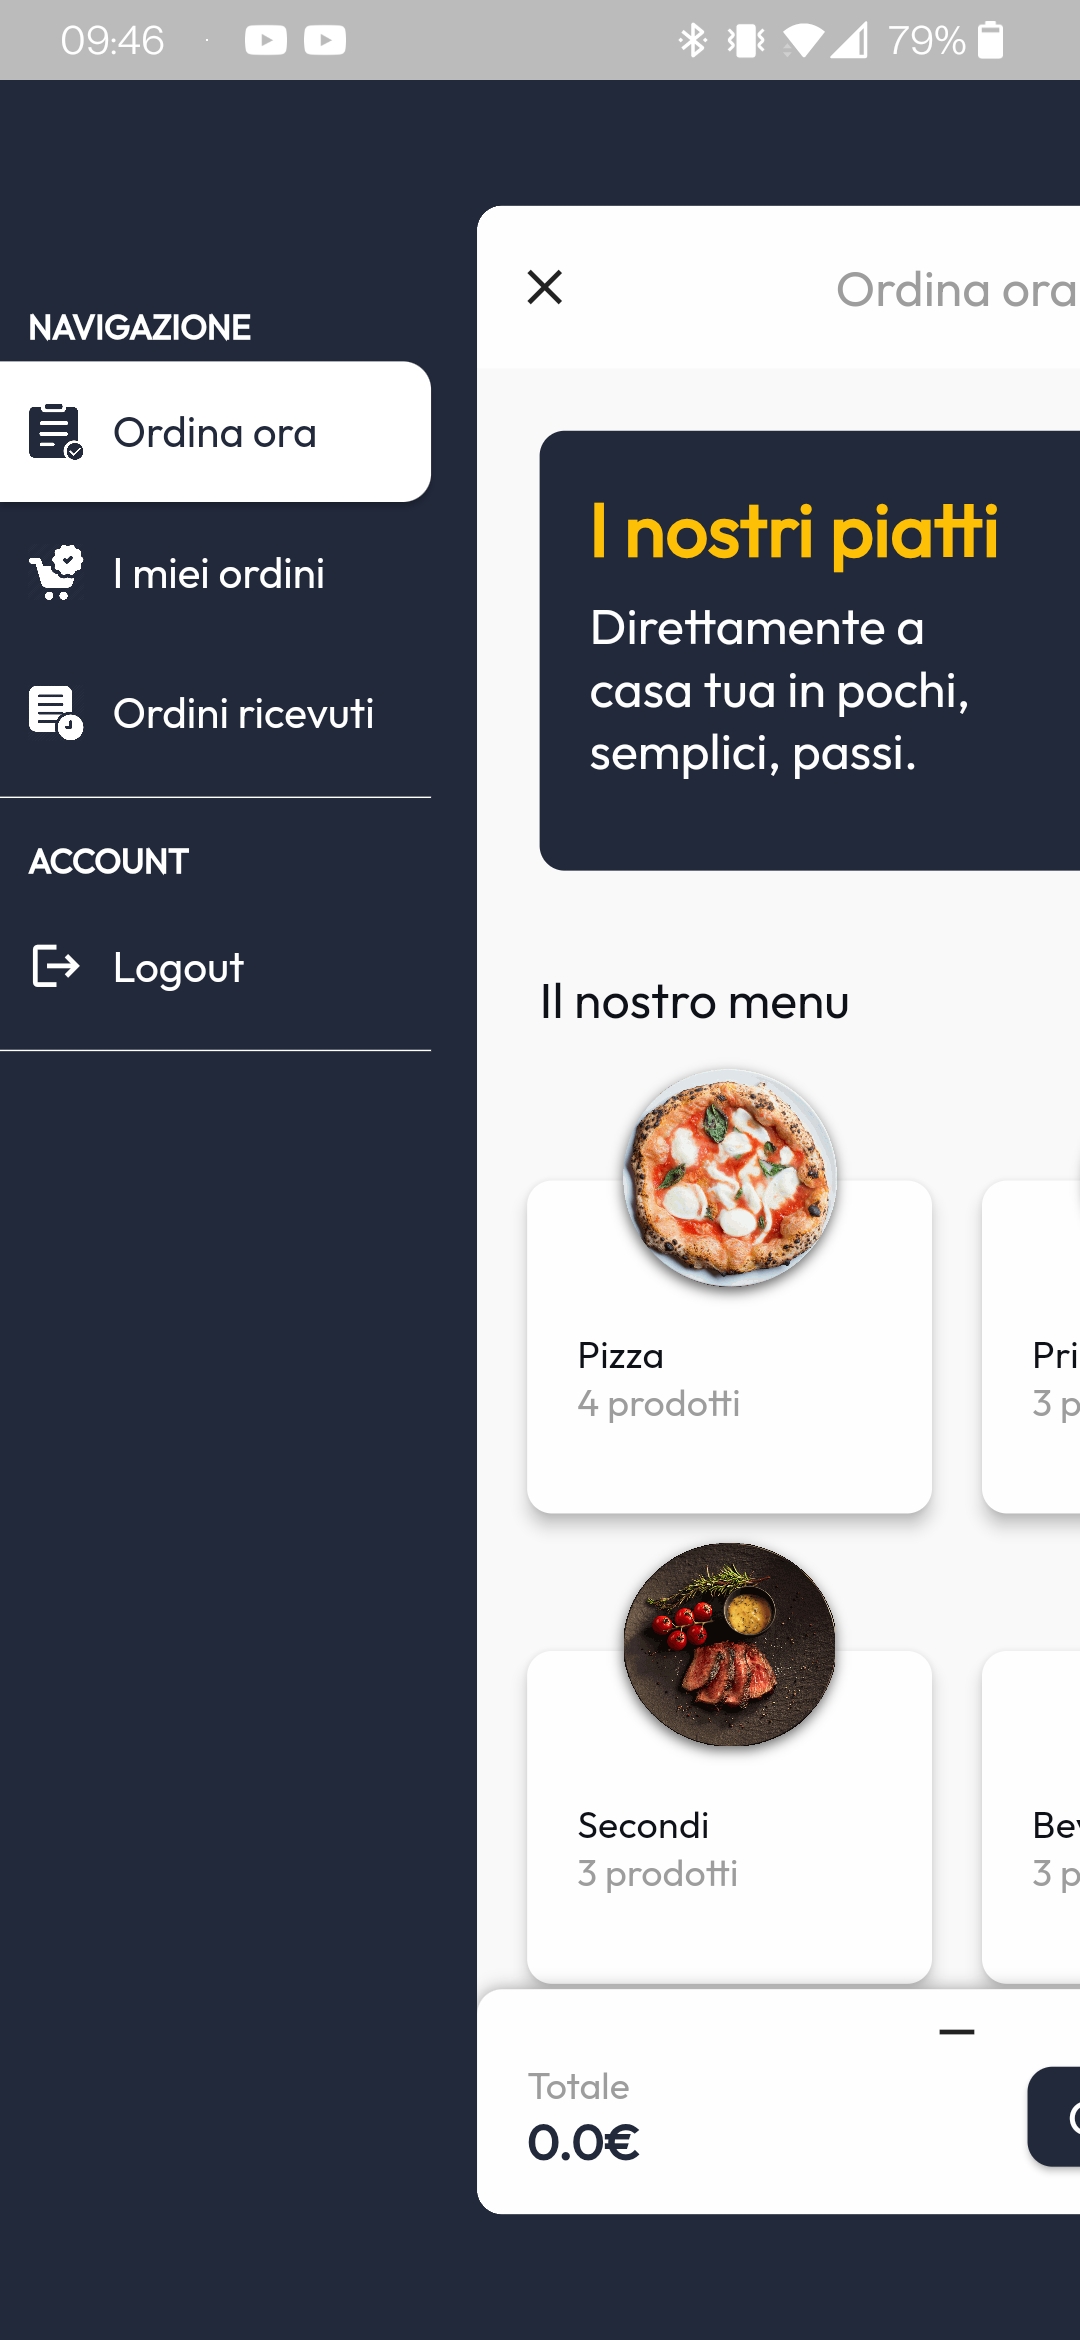 09:46
79%
NAVIGAZIONE
Ordina ora
I miei ordini
Ordini ricevuti
ACCOUNT
Logout
Ordina ora
I nostri piatti
Direttamente a
casa tua in pochi,
semplici, passi.
Il nostro menu
Pizza
4 prodotti
Pri
3 p
Secondi
3 prodotti
Bev
3 p
Totale
0.0€